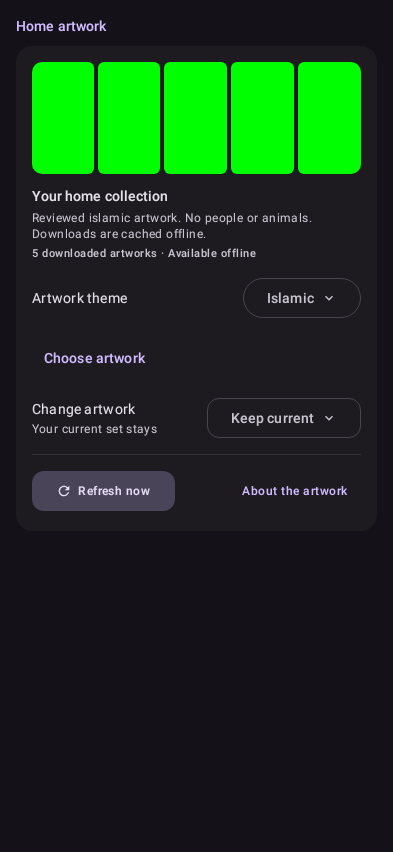 Home artwork
Your home collection
Reviewed islamic artwork. No people or animals.
Downloads are cached offline.
5 downloaded artworks · Available offline
Artwork theme
Islamic
Choose artwork
Change artwork
Your current set stays
Keep current
Refresh now
About the artwork